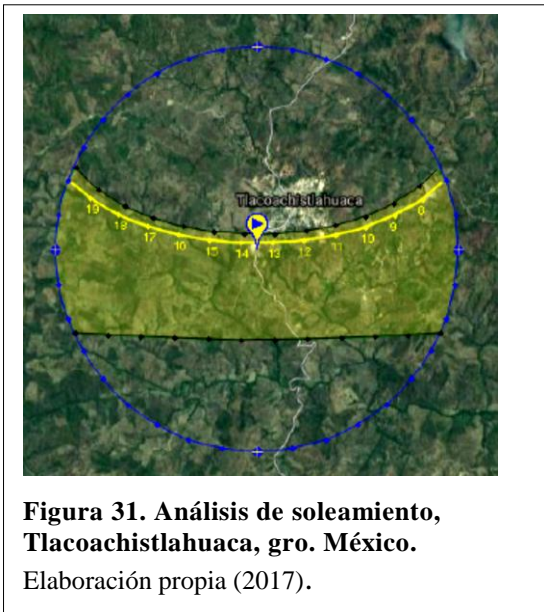 Tlacoachistlahuaca
19 18 17 16 15 14 13 12 11 10 9 8
Figura 31. Análisis de soleamiento,
Tlacoachistlahuaca, gro. México.
Elaboración propia (2017).